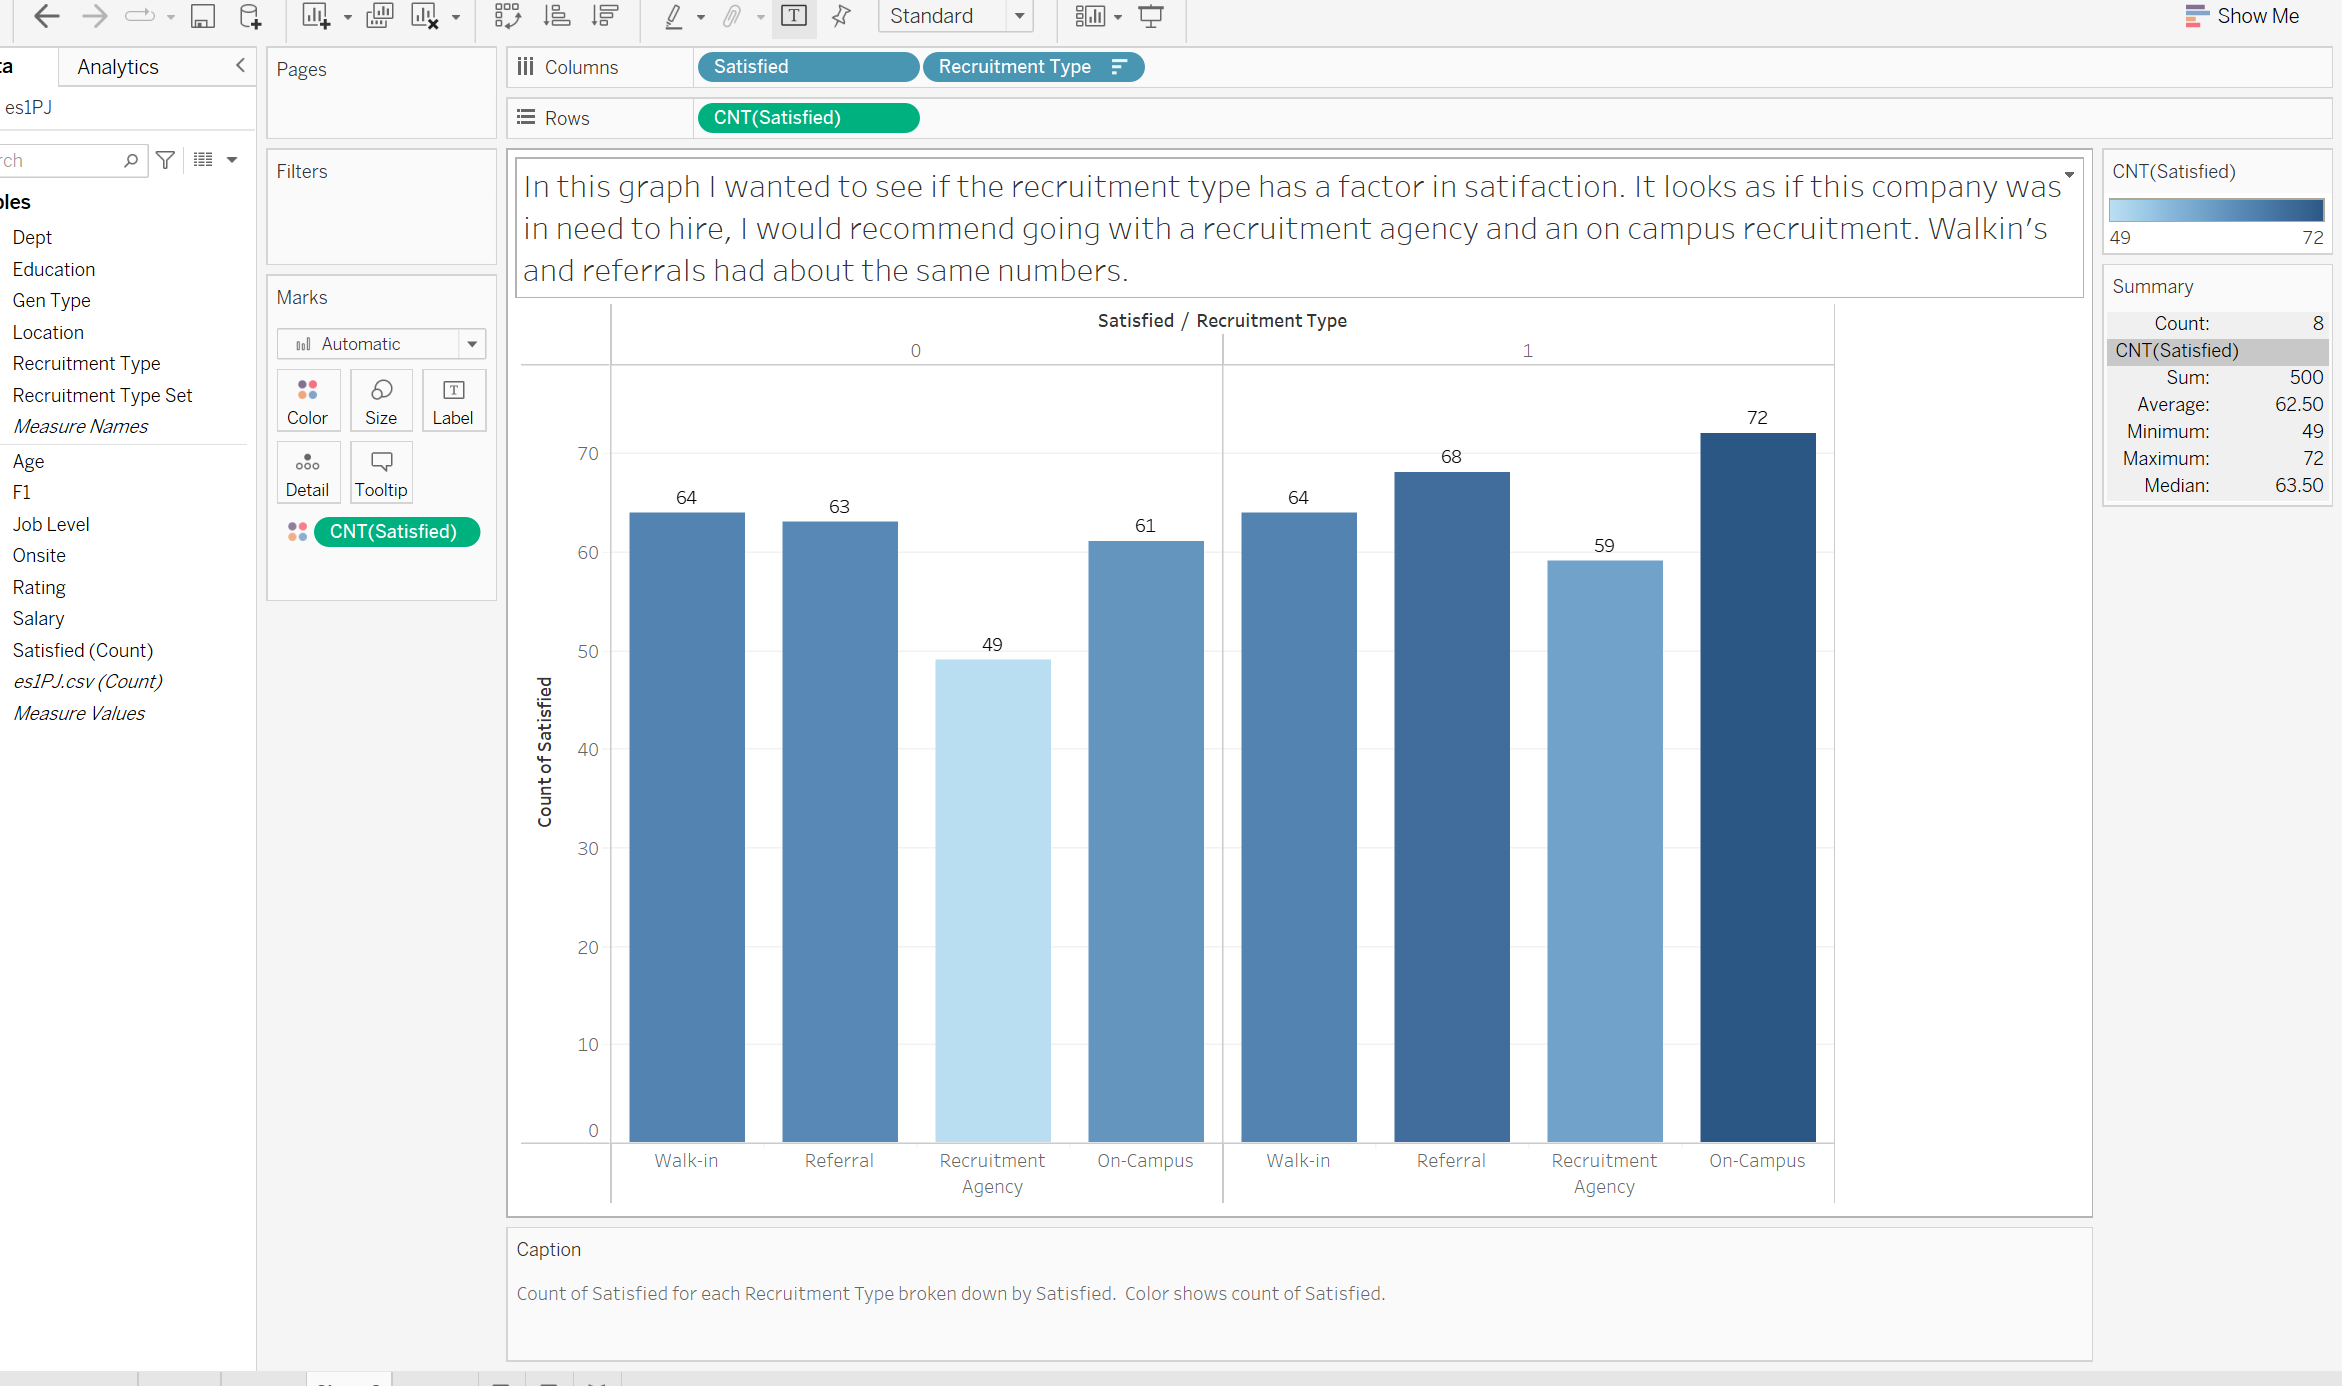 Standard
Show Me
ta
Analytics
es1PJ
rch
bles
Dept
Education
Gen Type
Location
Recruitment Type
Recruitment Type Set
Measure Names
Age
F1
Job Level
Onsite
Rating
Salary
Satisfied (Count)
es1PJ.csv (Count)
Measure Values
Pages
Filters
Marks
Automatic
Color
Size
Label
Detail
Tooltip
CNT(Satisfied)
Columns
Satisfied
Recruitment Type
Rows
CNT(Satisfied)
In this graph I wanted to see if the recruitment type has a factor in satifaction. It looks as if this company was
in need to hire, I would recommend going with a recruitment agency and an on campus recruitment. Walkin's
and referrals had about the same numbers.
Satisfied / Recruitment Type
0 1
Count of Satisfied
70
60
50
40
30
20
10
0
64
63
49
61
64
68
59
72
Walk-in
Referral
Recruitment
Agency
On-Campus
Walk-in
Referral
Recruitment
Agency
On-Campus
Caption
Count of Satisfied for each Recruitment Type broken down by Satisfied. Color shows count of Satisfied.
CNT(Satisfied)
49 72
Summary
Count: 8
CNT(Satisfied)
Sum: 500
Average: 62.50
Minimum: 49
Maximum: 72
Median: 63.50